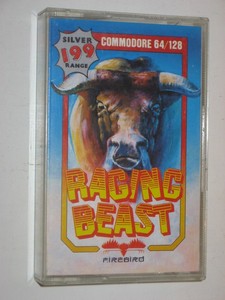 SILVER
199
RANGE
COMMODORE 64/128
RAGING
BEAST
FIREBIRD